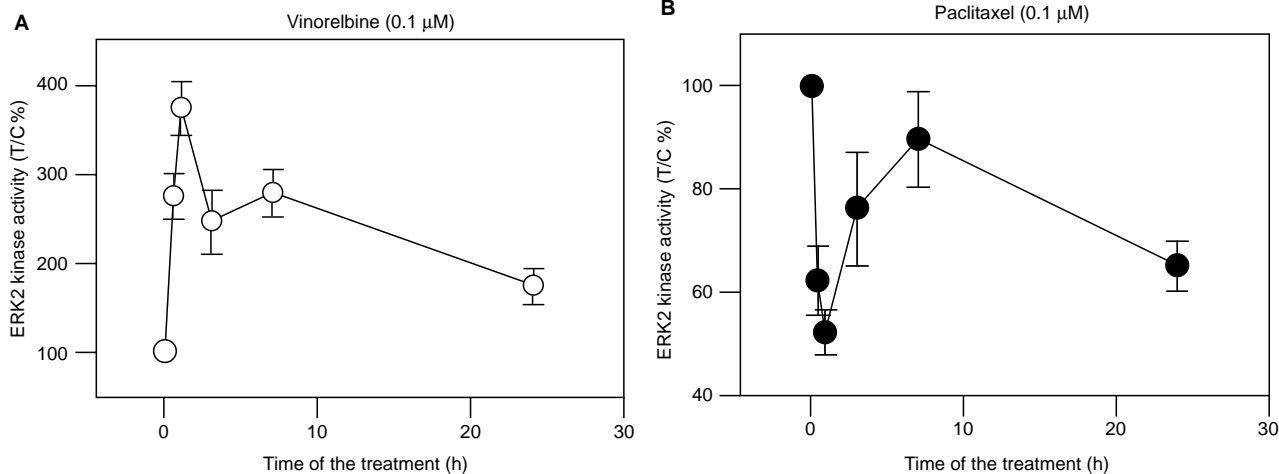 A
Vinorelbine (0.1 μM)
ERK2 kinase activity (T/C %)
400
300
200
100
0
10
20
30
Time of the treatment (h)
B
Paclitaxel (0.1 μM)
ERK2 kinase activity (T/C %)
100
80
60
40
0
10
20
30
Time of the treatment (h)